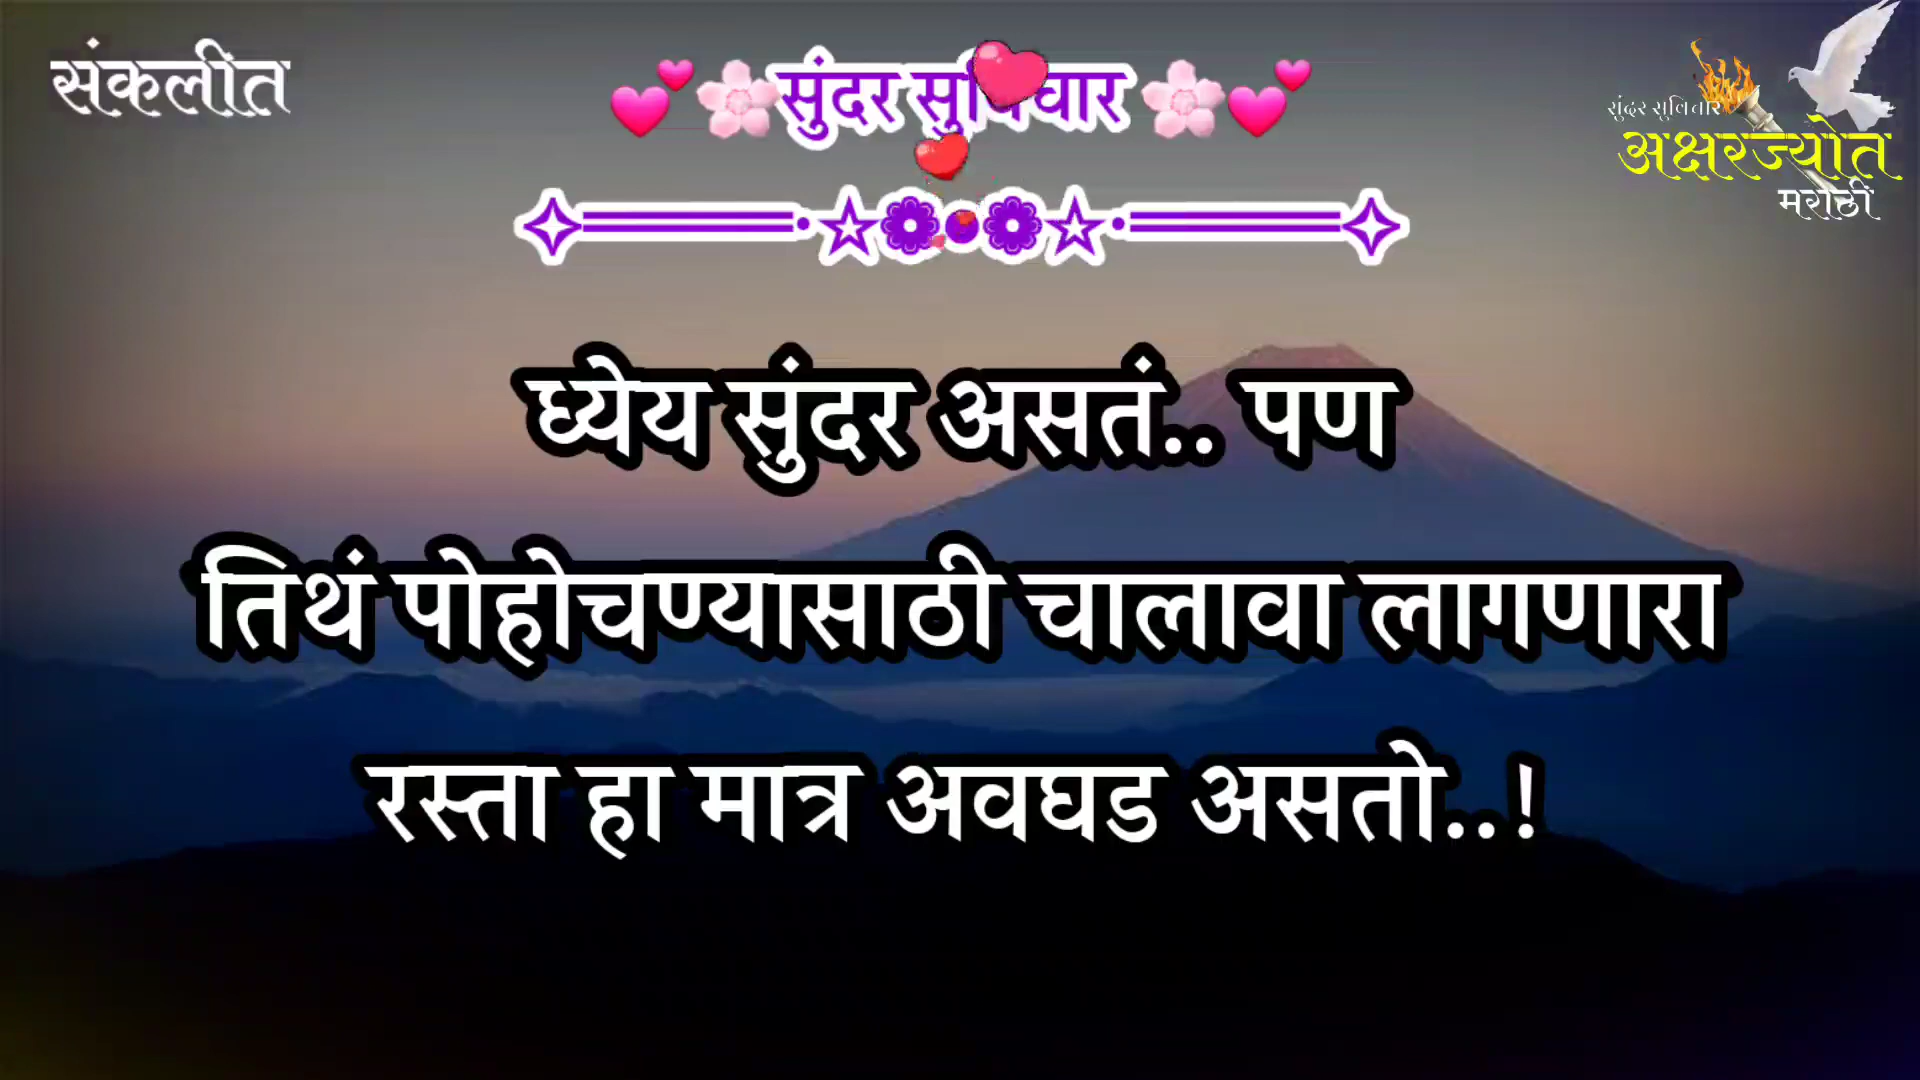 संकलीत
सुंदर सुविचार
सुंदर सुविचार
अक्षरज्योत
मराठी
ध्येय सुंदर असतं.. पण
तिथं पोहोचण्यासाठी चालावा लागणारा
रस्ता हा मात्र अवघड असतो..!